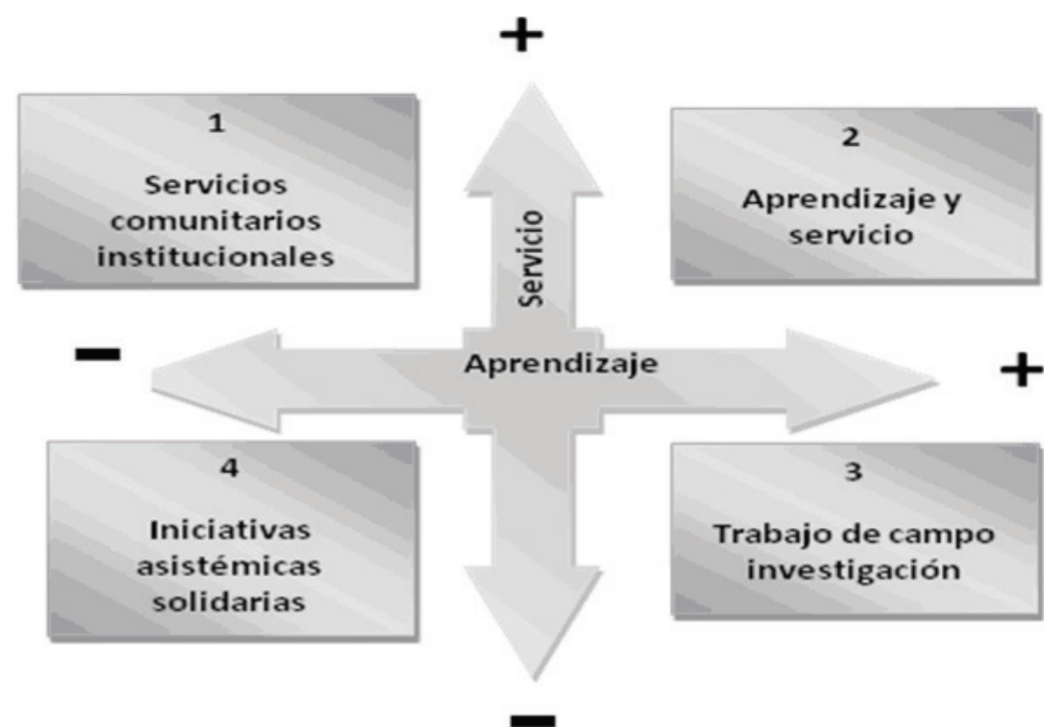 +
1
Servicios
comunitarios
institucionales
2
Aprendizaje y
servicio
Servicio
−
Aprendizaje
+
4
Iniciativas
asistémicas
solidarias
3
Trabajo de campo
investigación
−